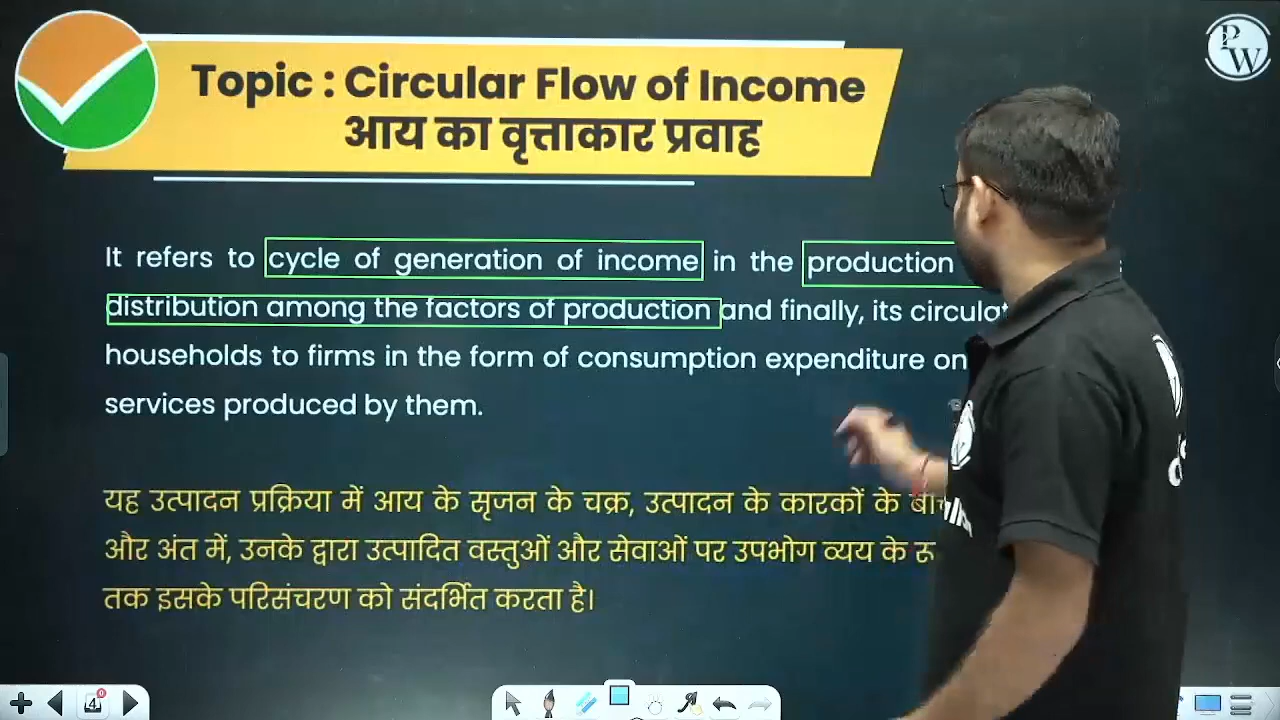 Topic : Circular Flow of Income
आय का वृत्ताकार प्रवाह
PW
It refers to cycle of generation of income in the production
distribution among the factors of production and finally, its
households to firms in the form of consumption expenditure on
services produced by them.
यह उत्पादन प्रक्रिया में आय के सृजन के चक्र, उत्पादन के कारकों के
और अंत में, उनके द्वारा उत्पादित वस्तुओं और सेवाओं पर उपभोग व्यय के
तक इसके परिसंचरण को संदर्भित करता है।
4
0